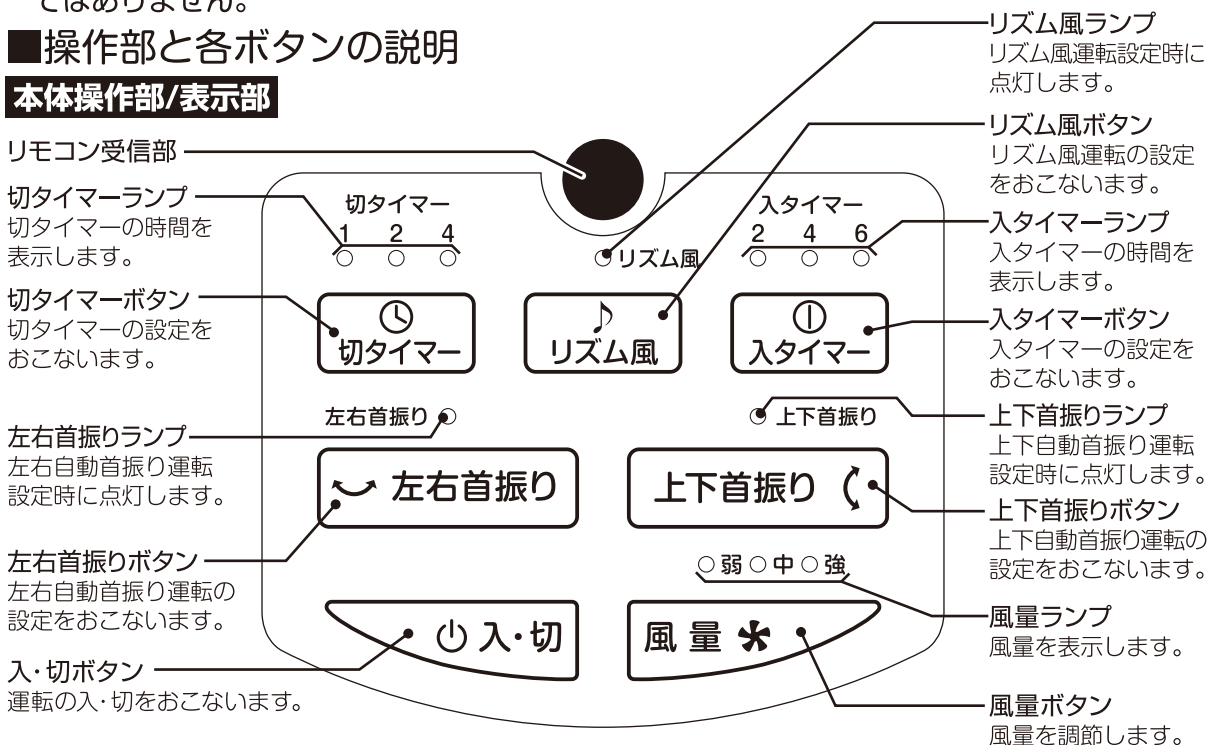 ではありません。
■操作部と各ボタンの説明
本体操作部/表示部
リモコン受信部
切タイマーランプ
切タイマーの時間を
表示します。
切タイマーボタン
切タイマーの設定を
おこないます。
左右首振りランプ
左右自動首振り運転
設定時に点灯します。
左右首振りボタン
左右自動首振り運転の
設定をおこないます。
入・切ボタン
運転の入・切をおこないます。
切タイマー
1 2 4
リズム風
入タイマー
2 4 6
切タイマー
♪
リズム風
入タイマー
左右首振り
上下首振り
左右首振り
上下首振り
○弱○中○強
入・切
風量
リズム風ランプ
リズム風運転設定時に
点灯します。
リズム風ボタン
リズム風運転の設定
をおこないます。
入タイマーランプ
入タイマーの時間を
表示します。
入タイマーボタン
入タイマーの設定を
おこないます。
上下首振りランプ
上下自動首振り運転
設定時に点灯します。
上下首振りボタン
上下自動首振り運転の
設定をおこないます。
風量ランプ
風量を表示します。
風量ボタン
風量を調節します。